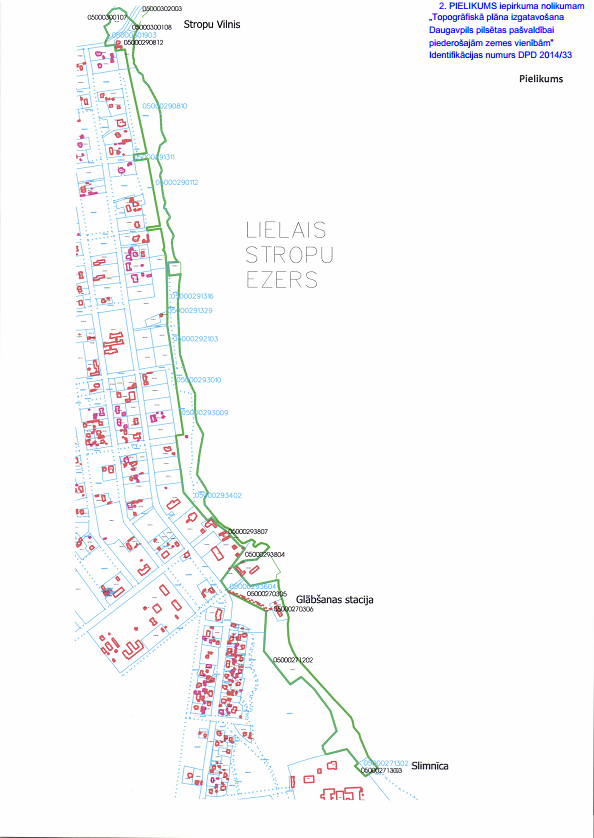 2. PIELIKUMS iepirkuma nolikumam
„Topogrāfiskā plāna izgatavošana
Daugavpils pilsētas pašvaldībai
piederošajām zemes vienībām”
Identifikācijas numurs DPD 2014/33
Pielikums
05000302003
05000300107
Stropu Vilnis
05000300108
05000301903
05000290812
05000290810
05000291311
05000290112
LIELAIS
STROPU
EZERS
05000291316
05000291329
05000292103
05000293010
05000293009
05000293402
05000293807
05000293804
05000293604
05000270305
Glābšanas stacija
05000270306
05000271202
05000271302
Slimnīca